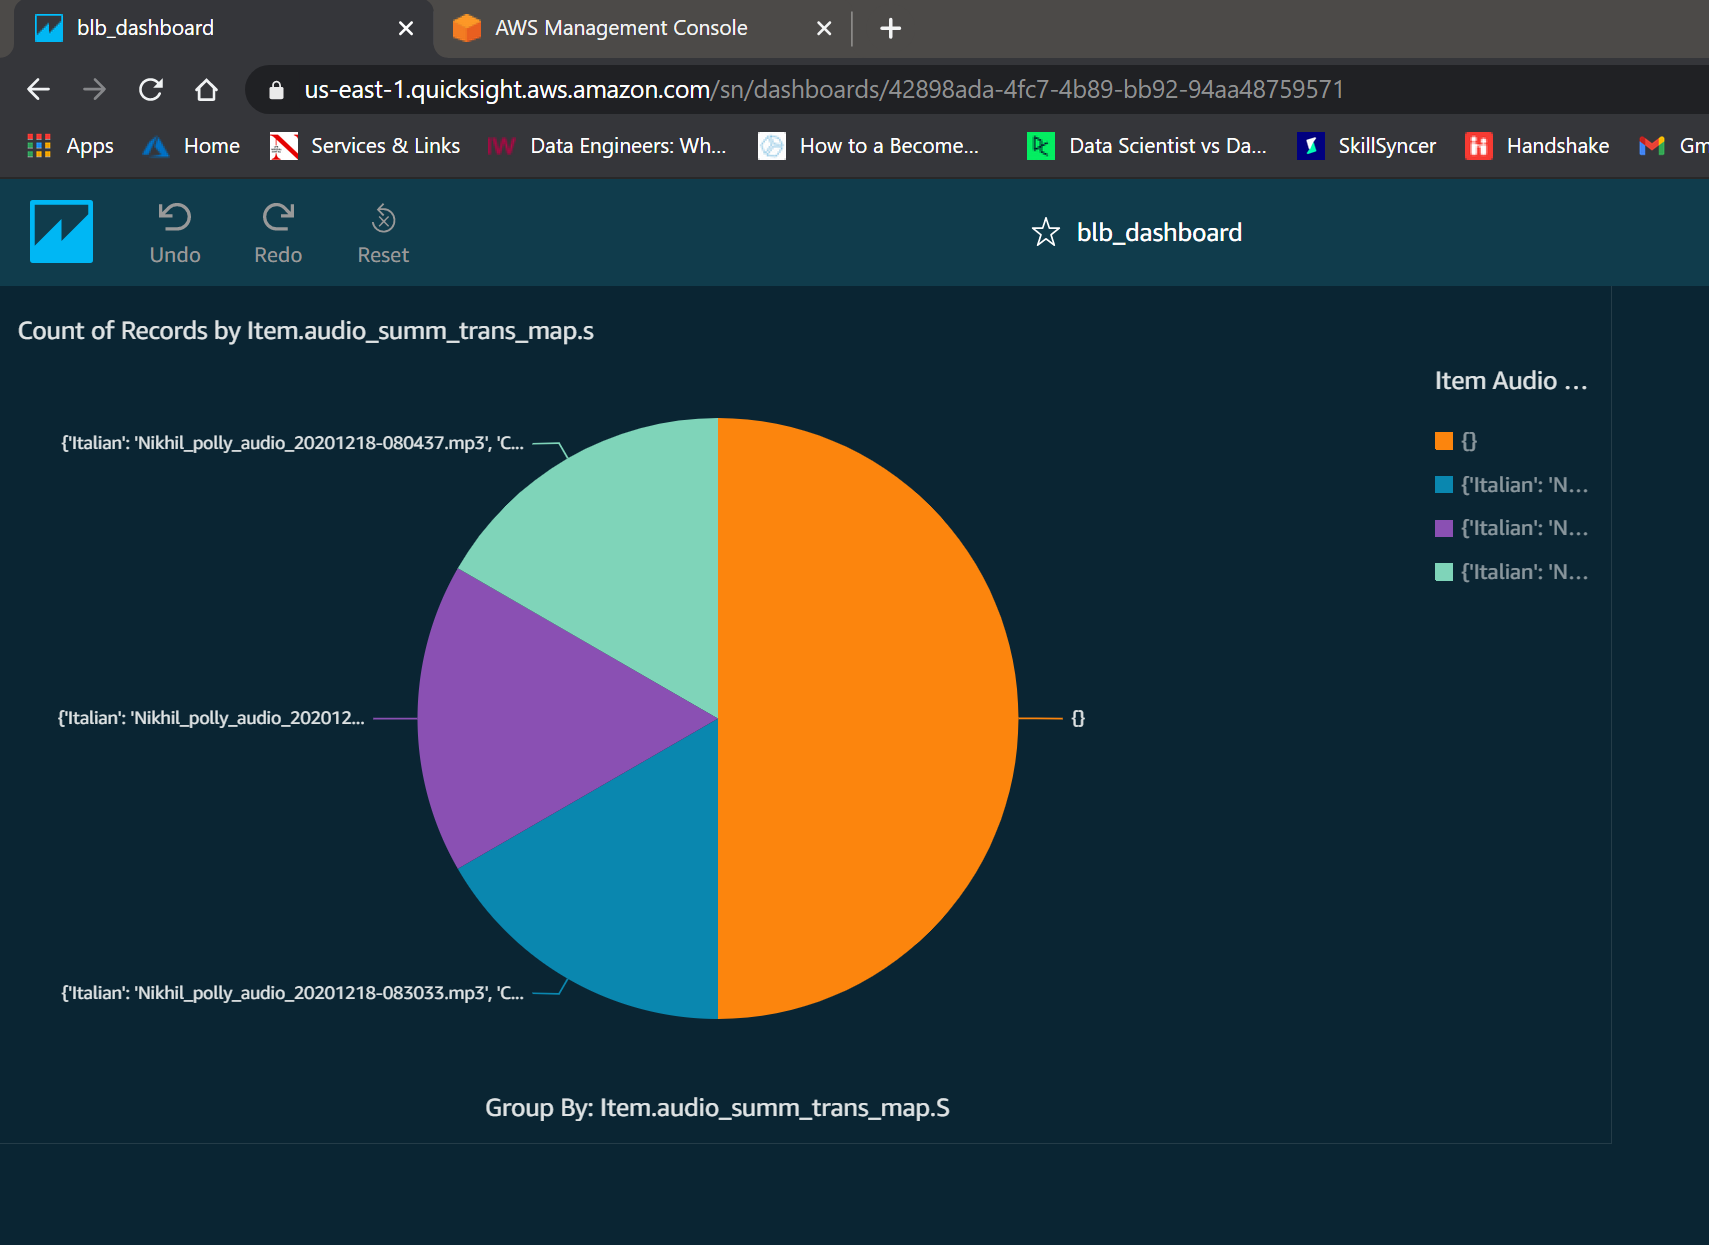 blb_dashboard
AWS Management Console
us-east-1.quicksight.aws.amazon.com/sn/dashboards/42898ada-4fc7-4b89-bb92-94aa48759571
Apps Home Services & Links IW Data Engineers: Wh... How to a Become... DC Data Scientist vs Da... SkillSyncer Handshake Gm
Undo Redo Reset
blb_dashboard
Count of Records by Item.audio_summ_trans_map.s
Item Audio ...
{}
{'Italian': 'N...
{'Italian': 'N...
{'Italian': 'N...
{'Italian': 'Nikhil_polly_audio_20201218-080437.mp3', 'C...
{'Italian': 'Nikhil_polly_audio_202012...
{}
{'Italian': 'Nikhil_polly_audio_20201218-083033.mp3', 'C...
Group By: Item.audio_summ_trans_map.S